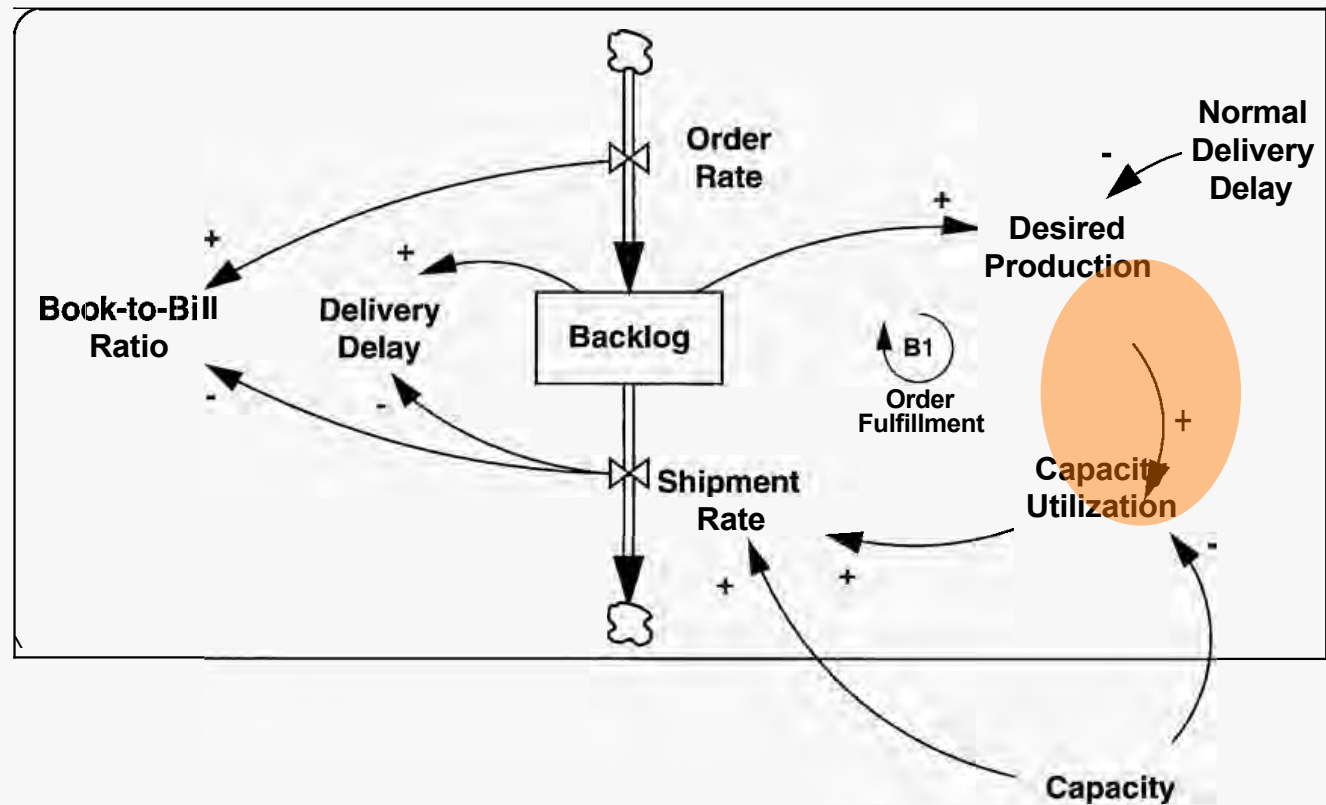 Order
Rate
Normal
Delivery
Delay
-
+
Desired
Production
+
+
Book-to-Bill
Ratio
Delivery
Delay
Backlog
B1
Order
Fulfillment
-
-
+
Capacity
Utilization
Shipment
Rate
-
+
+
Capacity